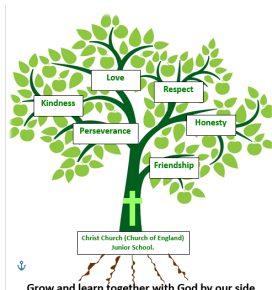 Love
Respect
Kindness
Honesty
Perseverance
Friendship
Christ Church (Church of England)
Junior School.
Grow and learn together with God by our side